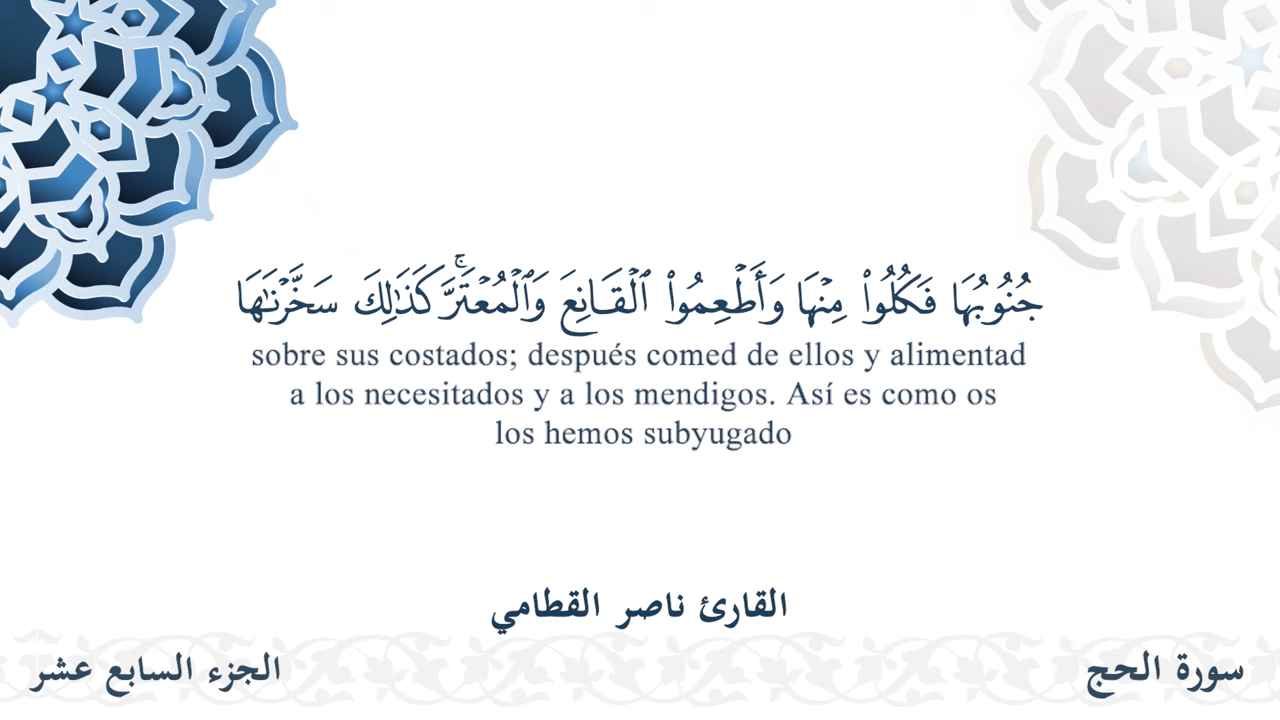 جُنُوبُهَا فَكُلُوا۟ مِنْهَا وَأَطْعِمُوا۟ ٱلْقَانِعَ وَٱلْمُعْتَرَّ ۚ كَذَٰلِكَ سَخَّرْنَـٰهَا
sobre sus costados; después comed de ellos y alimentad
a los necesitados y a los mendigos. Así es como os
los hemos subyugado
القارئ ناصر القطامي
سورة الحج
الجزء السابع عشر